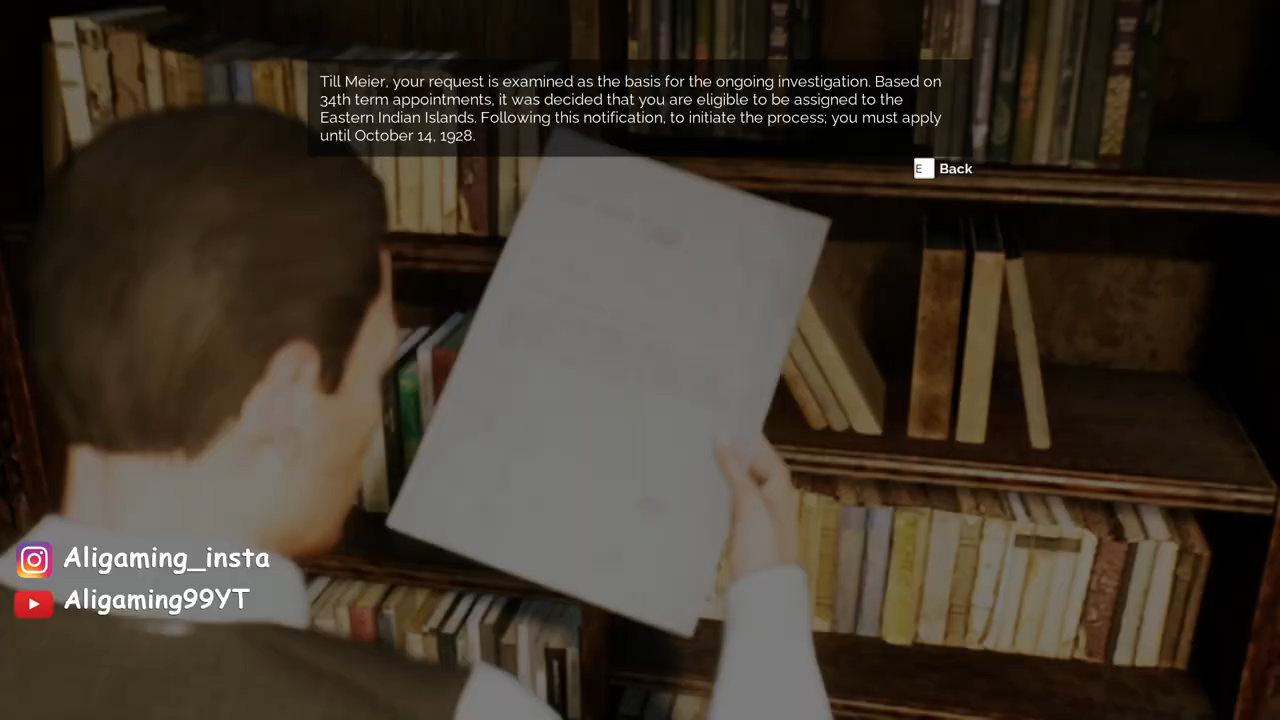 Till Meier, your request is examined as the basis for the ongoing investigation. Based on
34th term appointments, it was decided that you are eligible to be assigned to the
Eastern Indian Islands. Following this notification, to initiate the process; you must apply
until October 14, 1928.
E Back
Aligaming_insta
Aligaming99YT